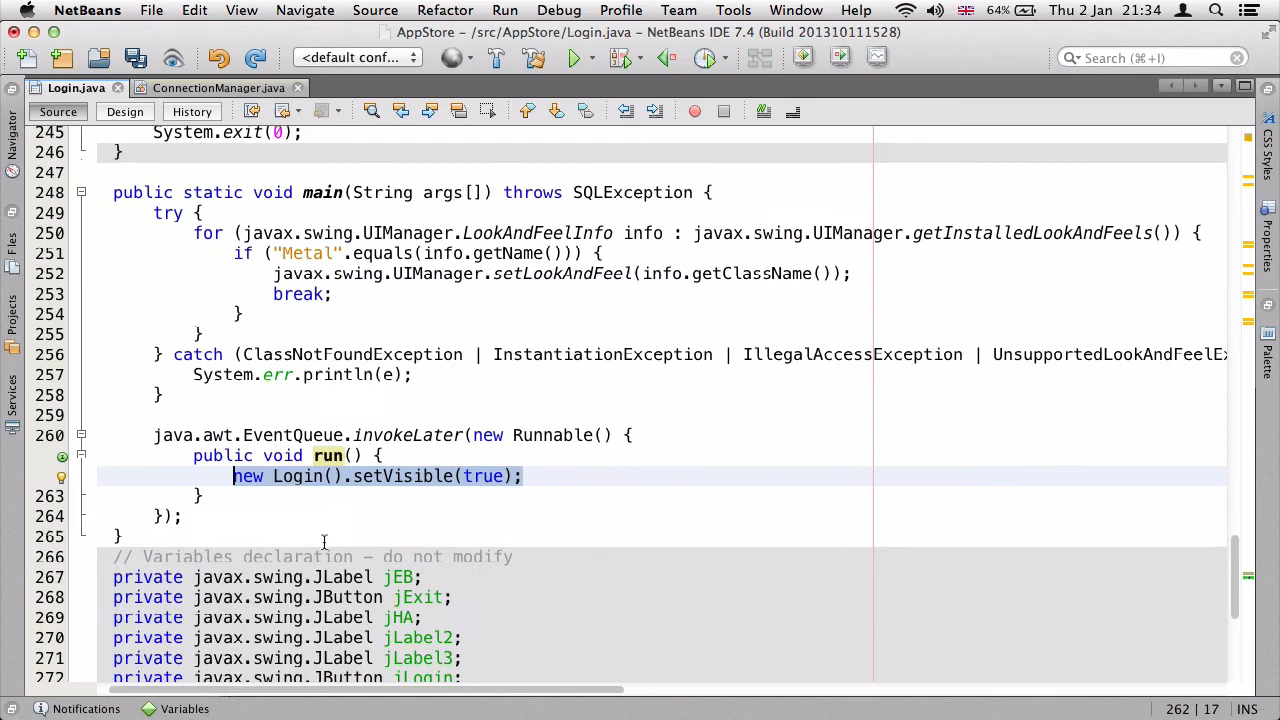 NetBeans File Edit View Navigate Source Refactor Run Debug Profile Team Tools Window Help 64% Thu 2 Jan 21:34
AppStore - /src/AppStore/Login.java - NetBeans IDE 7.4 (Build 201310111528)
<default conf... Search (⌘+I)
Login.java ConnectionManager.java
Source Design History
245 System.exit(0);
246 }
247
248 public static void main(String args[]) throws SQLException {
249 try {
250 for (javax.swing.UIManager.LookAndFeelInfo info : javax.swing.UIManager.getInstalledLookAndFeels()) {
251 if ("Metal".equals(info.getName())) {
252 javax.swing.UIManager.setLookAndFeel(info.getClassName());
253 break;
254 }
255 }
256 } catch (ClassNotFoundException | InstantiationException | IllegalAccessException | UnsupportedLookAndFeelEx
257 System.err.println(e);
258 }
259
260 java.awt.EventQueue.invokeLater(new Runnable() {
public void run() {
new Login().setVisible(true);
263 }
264 });
265 }
266 // Variables declaration – do not modify
267 private javax.swing.JLabel jEB;
268 private javax.swing.JButton jExit;
269 private javax.swing.JLabel jHA;
270 private javax.swing.JLabel jLabel2;
271 private javax.swing.JLabel jLabel3;
272 private javax.swing.JButton jLogin;
Navigator
Files
Projects
Services
CSS Styles
Properties
Palette
Notifications Variables 262 | 17 INS